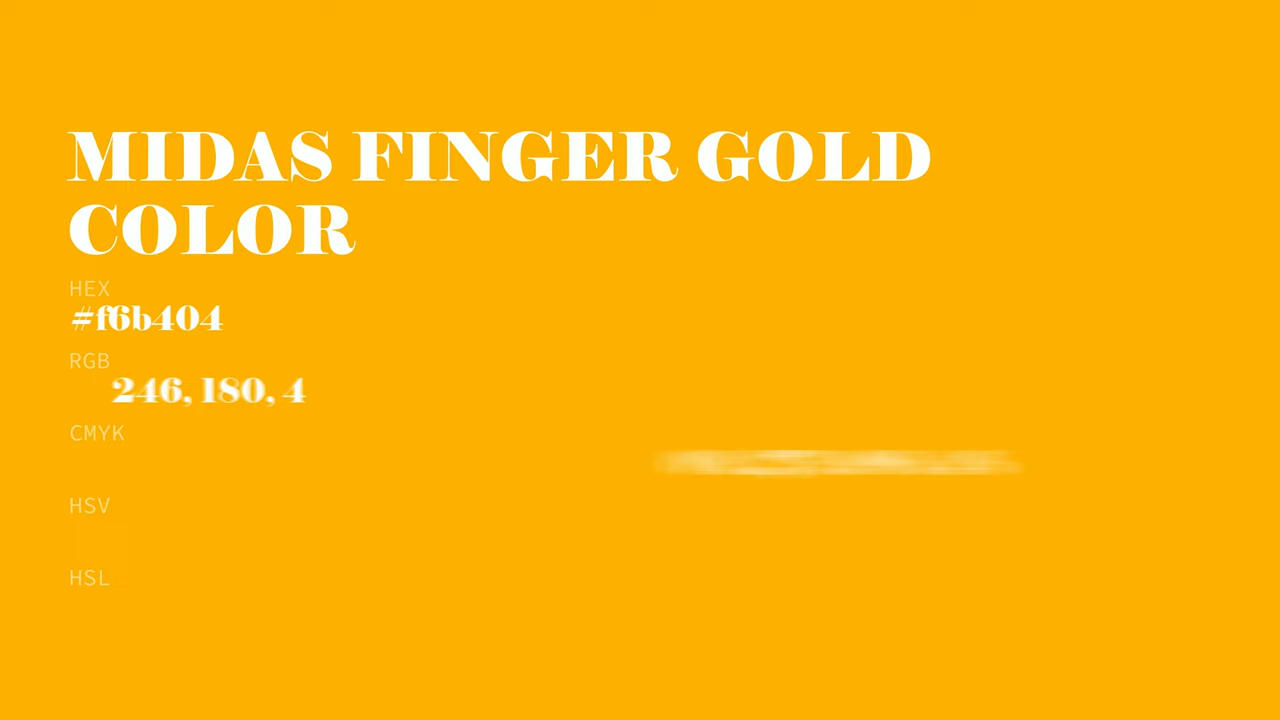 MIDAS FINGER GOLD
COLOR
HEX
#f6b404
RGB
246, 180, 4
CMYK
HSV
HSL